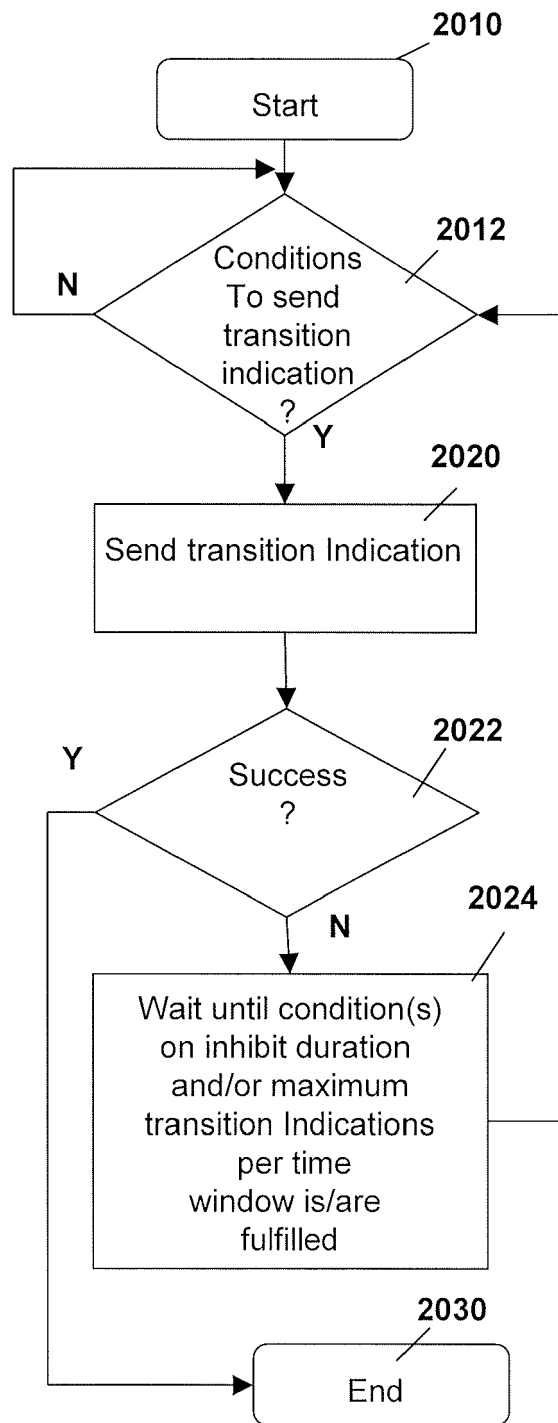 2010
Start
2012
Conditions
To send
transition
indication
?
N
Y
2020
Send transition Indication
2022
Y
Success
?
N
2024
Wait until condition(s)
on inhibit duration
and/or maximum
transition Indications
per time
window is/are
fulfilled
2030
End